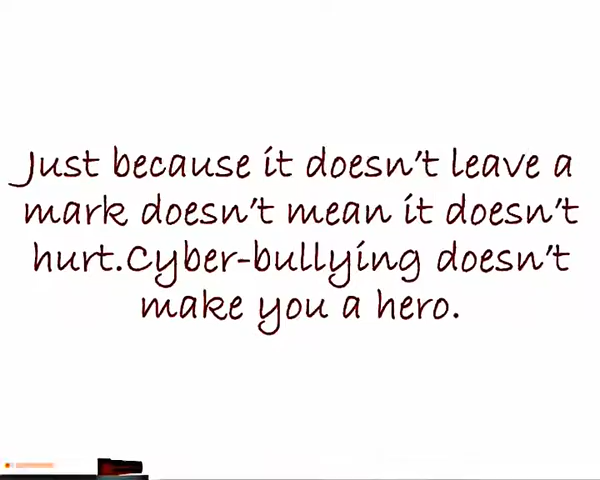 Just because it doesn't leave a
mark doesn't mean it doesn't
hurt.Cyber-bullying doesn't
make you a hero.